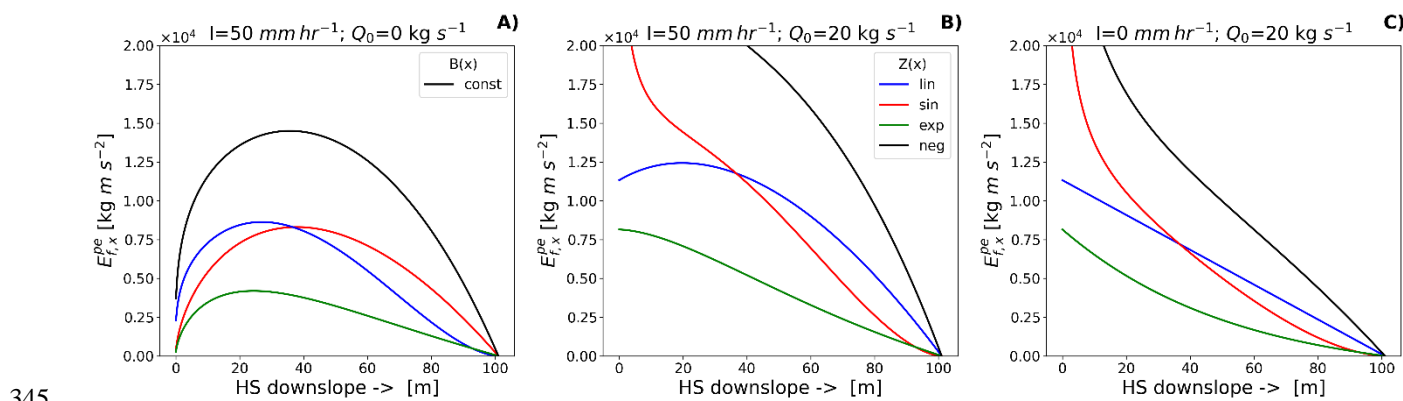 A)
×10⁴ I=50 mm hr⁻¹; Q₀=0 kg s⁻¹
B(x)
const
E^{pe}_{f,x} [kg m s⁻²]
2.00
1.75
1.50
1.25
1.00
0.75
0.50
0.25
0.00
0 20 40 60 80 100
HS downslope -> [m]
B)
×10⁴ I=50 mm hr⁻¹; Q₀=20 kg s⁻¹
Z(x)
lin
sin
exp
neg
E^{pe}_{f,x} [kg m s⁻²]
2.00
1.75
1.50
1.25
1.00
0.75
0.50
0.25
0.00
0 20 40 60 80 100
HS downslope -> [m]
C)
×10⁴ I=0 mm hr⁻¹; Q₀=20 kg s⁻¹
E^{pe}_{f,x} [kg m s⁻²]
2.00
1.75
1.50
1.25
1.00
0.75
0.50
0.25
0.00
0 20 40 60 80 100
HS downslope -> [m]
345